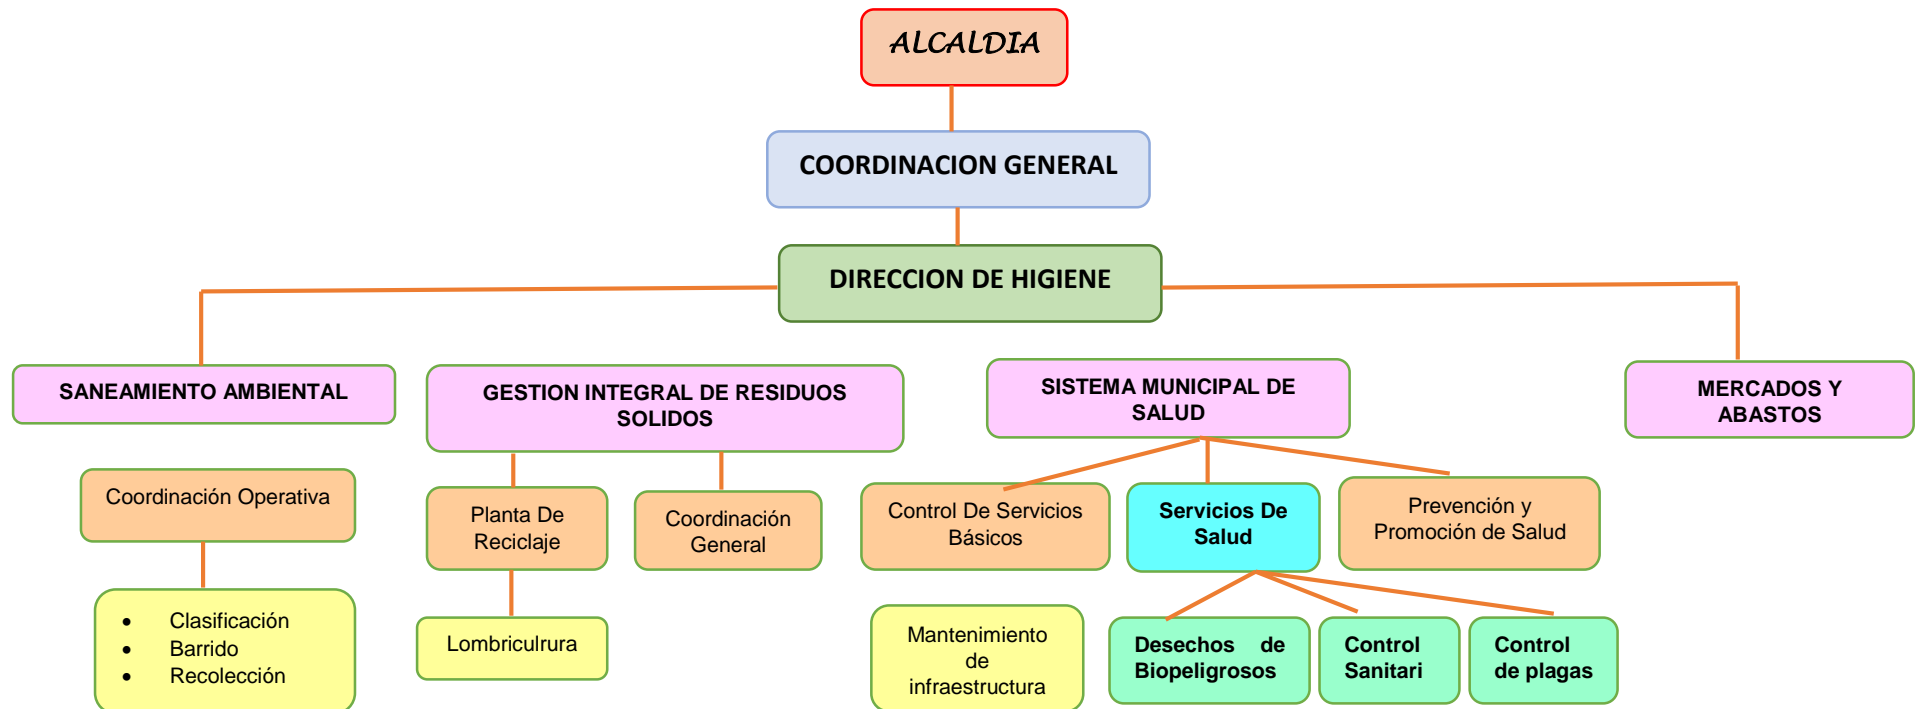 ALCALDIA
COORDINACION GENERAL
DIRECCION DE HIGIENE
SANEAMIENTO AMBIENTAL
GESTION INTEGRAL DE RESIDUOS
SOLIDOS
SISTEMA MUNICIPAL DE
SALUD
MERCADOS Y
ABASTOS
Coordinación Operativa
Planta De
Reciclaje
Coordinación
General
Control De Servicios
Básicos
Servicios De
Salud
Prevención y
Promoción de Salud
• Clasificación
• Barrido
• Recolección
Lombriculrura
Mantenimiento
de
infraestructura
Desechos de
Biopeligrosos
Control
Sanitari
Control
de plagas